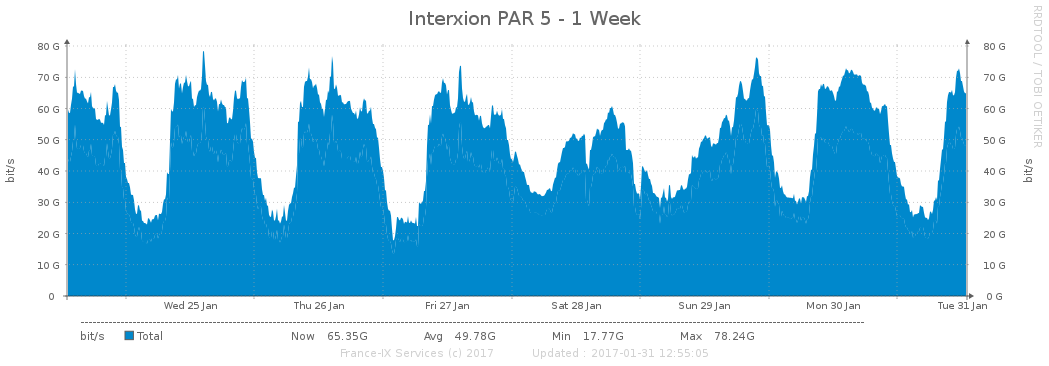 Interxion PAR 5 - 1 Week
RRDTOOL / TOBI OETIKER
bit/s
80 G 80 G
70 G 70 G
60 G 60 G
50 G 50 G
40 G 40 G
30 G 30 G
20 G 20 G
10 G 10 G
0 0 G
bit/s
Wed 25 Jan Thu 26 Jan Fri 27 Jan Sat 28 Jan Sun 29 Jan Mon 30 Jan Tue 31 Jan
bit/s Total Now 65.35G Avg 49.78G Min 17.77G Max 78.24G
France-IX Services (c) 2017 Updated : 2017-01-31 12:55:05